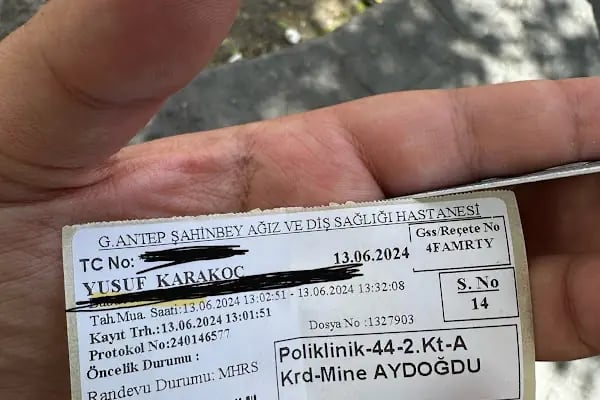 G.ANTEP ŞAHİNBEY AĞIZ VE DİŞ SAĞLIĞI HASTANESİ
TC No:
13.06.2024
Gss/Reçete No
4FAMRTY
YUSUF KARAKOÇ
Tah.Mua. Saati:13.06.2024 13:02:51 - 13.06.2024 13:32:08
S. No
14
Kayıt Trh.:13.06.2024 13:01:51
Protokol No:240146577
Dosya No :1327903
Öncelik Durumu :
Randevu Durumu: MHRS
Poliklinik-44-2.Kt-A
Krd-Mine AYDOĞDU